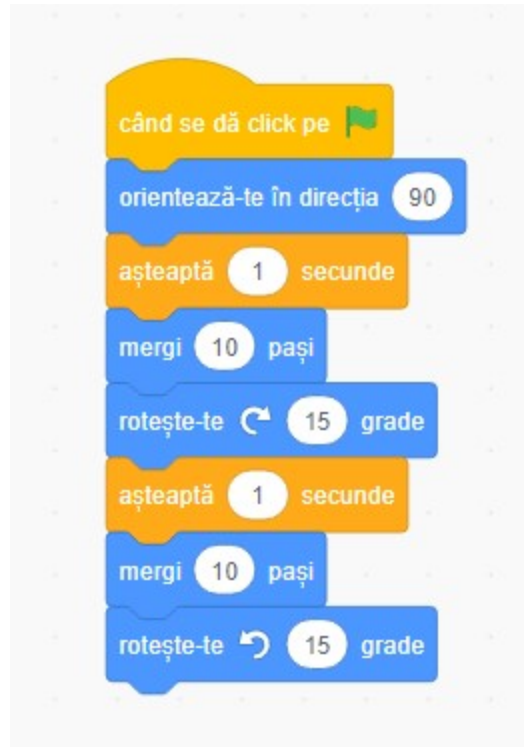 când se dă click pe
orientează-te în direcția 90
așteaptă 1 secunde
mergi 10 pași
rotește-te 15 grade
așteaptă 1 secunde
mergi 10 pași
rotește-te 15 grade